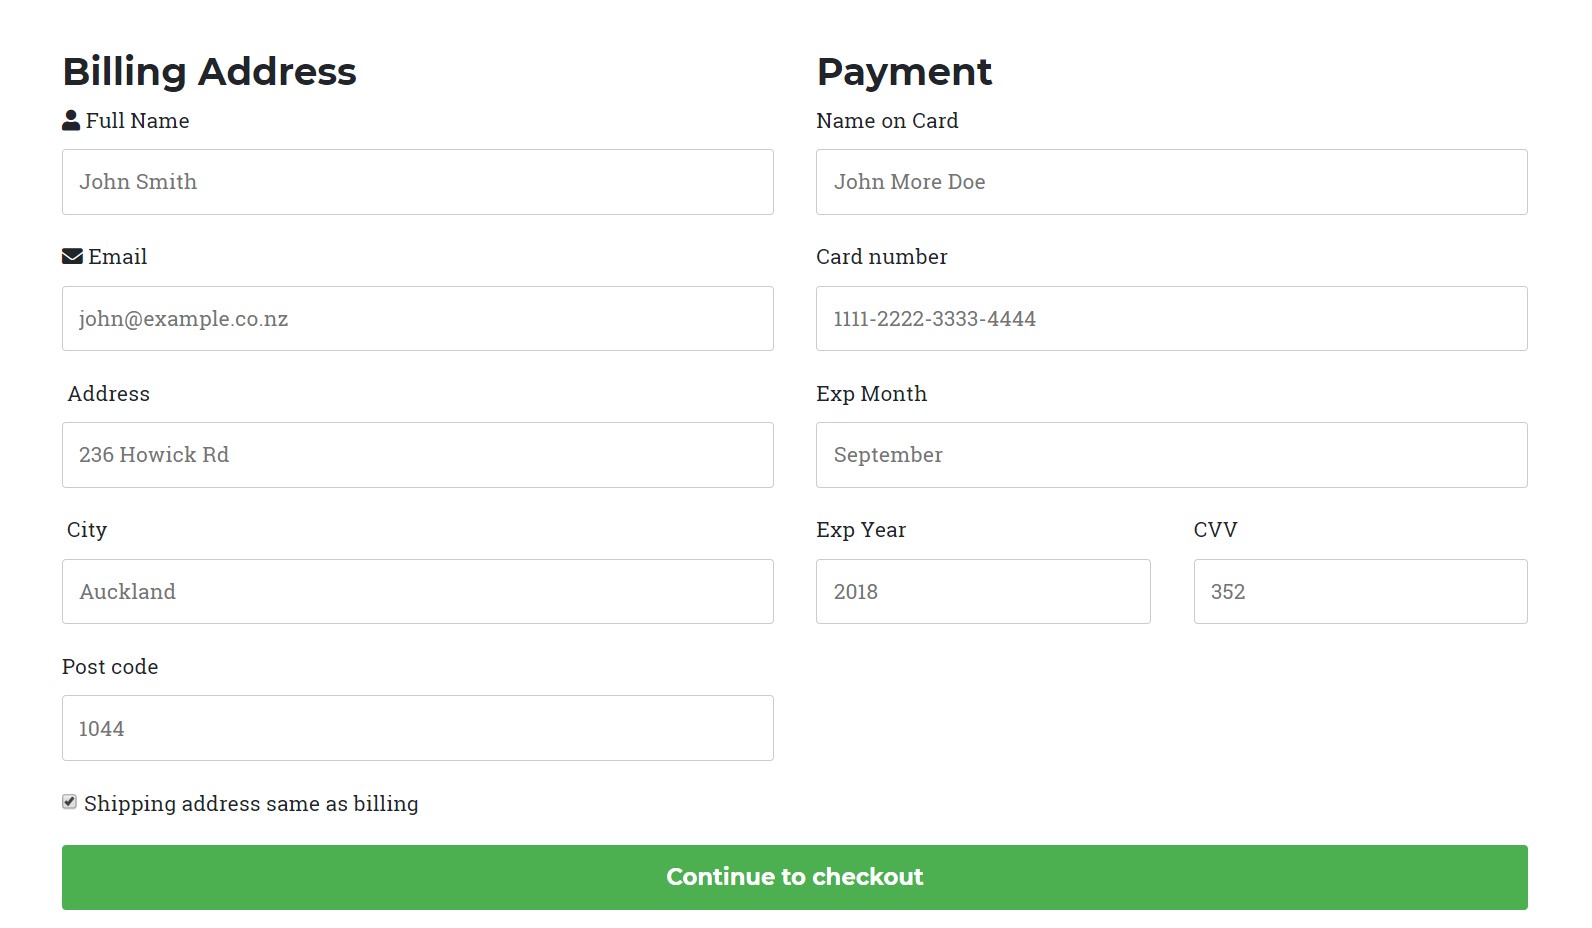 Billing Address
Full Name
John Smith
Email
john@example.co.nz
Address
236 Howick Rd
City
Auckland
Post code
1044
Shipping address same as billing
Payment
Name on Card
John More Doe
Card number
1111-2222-3333-4444
Exp Month
September
Exp Year
2018
CVV
352
Continue to checkout